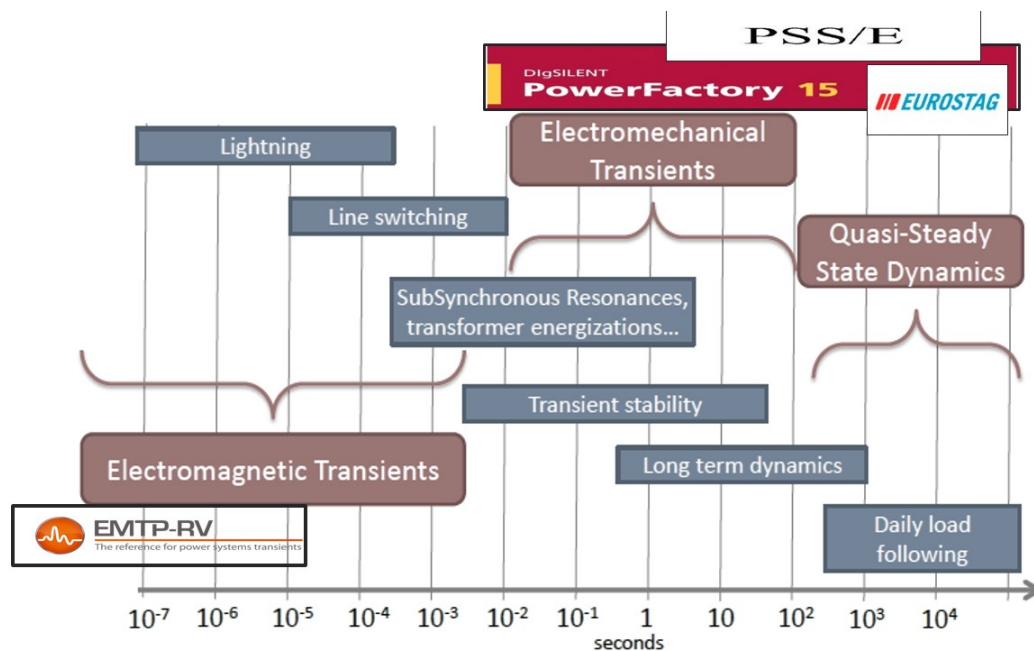 PSS/E
DIgSILENT
PowerFactory 15
EUROSTAG
Electromechanical
Transients
Lightning
Line switching
Quasi-Steady
State Dynamics
SubSynchronous Resonances,
transformer energizations...
Transient stability
Electromagnetic Transients
Long term dynamics
EMTP-RV
The reference for power systems transients
Daily load
following
10⁻⁷ 10⁻⁶ 10⁻⁵ 10⁻⁴ 10⁻³ 10⁻² 10⁻¹ 1 10 10² 10³ 10⁴
seconds